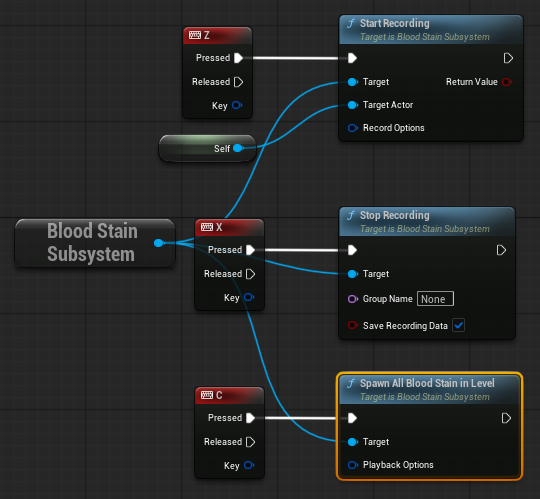 Z
Pressed
Released
Key
Start Recording
Target is Blood Stain Subsystem
Target
Return Value
Target Actor
Record Options
Self
Blood Stain
Subsystem
X
Pressed
Released
Key
Stop Recording
Target is Blood Stain Subsystem
Target
Group Name None
Save Recording Data
C
Pressed
Released
Key
Spawn All Blood Stain in Level
Target is Blood Stain Subsystem
Target
Playback Options